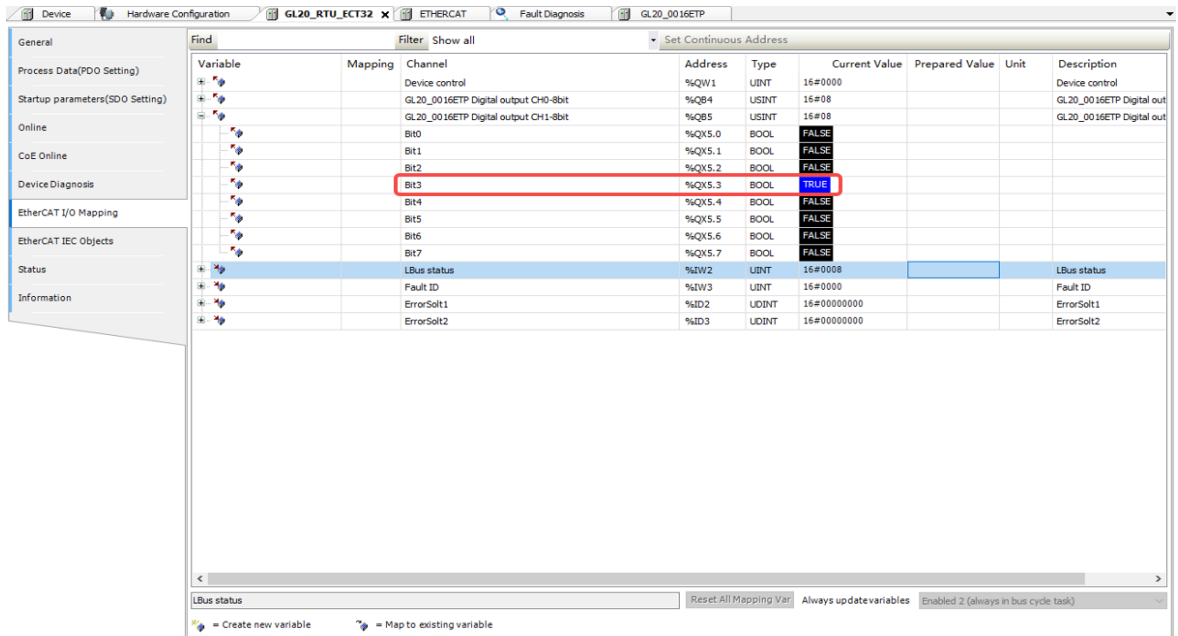 Device Hardware Configuration GL20_RTU_ECT32 x ETHERCAT Fault Diagnosis GL20_0016ETP
General
Process Data(PDO Setting)
Startup parameters(SDO Setting)
Online
CoE Online
Device Diagnosis
EtherCAT I/O Mapping
EtherCAT IEC Objects
Status
Information
Find Filter Show all Set Continuous Address
Variable Mapping Channel Address Type Current Value Prepared Value Unit Description
Device control %QW1 UINT 16#0000 Device control
GL20_0016ETP Digital output CH0-8bit %QB4 USINT 16#08 GL20_0016ETP Digital out
GL20_0016ETP Digital output CH1-8bit %QB5 USINT 16#08 GL20_0016ETP Digital out
Bit0 %QX5.0 BOOL FALSE
Bit1 %QX5.1 BOOL FALSE
Bit2 %QX5.2 BOOL FALSE
Bit3 %QX5.3 BOOL TRUE
Bit4 %QX5.4 BOOL FALSE
Bit5 %QX5.5 BOOL FALSE
Bit6 %QX5.6 BOOL FALSE
Bit7 %QX5.7 BOOL FALSE
LBus status %IW2 UINT 16#0008 LBus status
Fault ID %IW3 UINT 16#0000 Fault ID
ErrorSolt1 %ID2 UDINT 16#00000000 ErrorSolt1
ErrorSolt2 %ID3 UDINT 16#00000000 ErrorSolt2
LBus status Reset All Mapping Var Always update variables Enabled 2 (always in bus cycle task)
= Create new variable = Map to existing variable